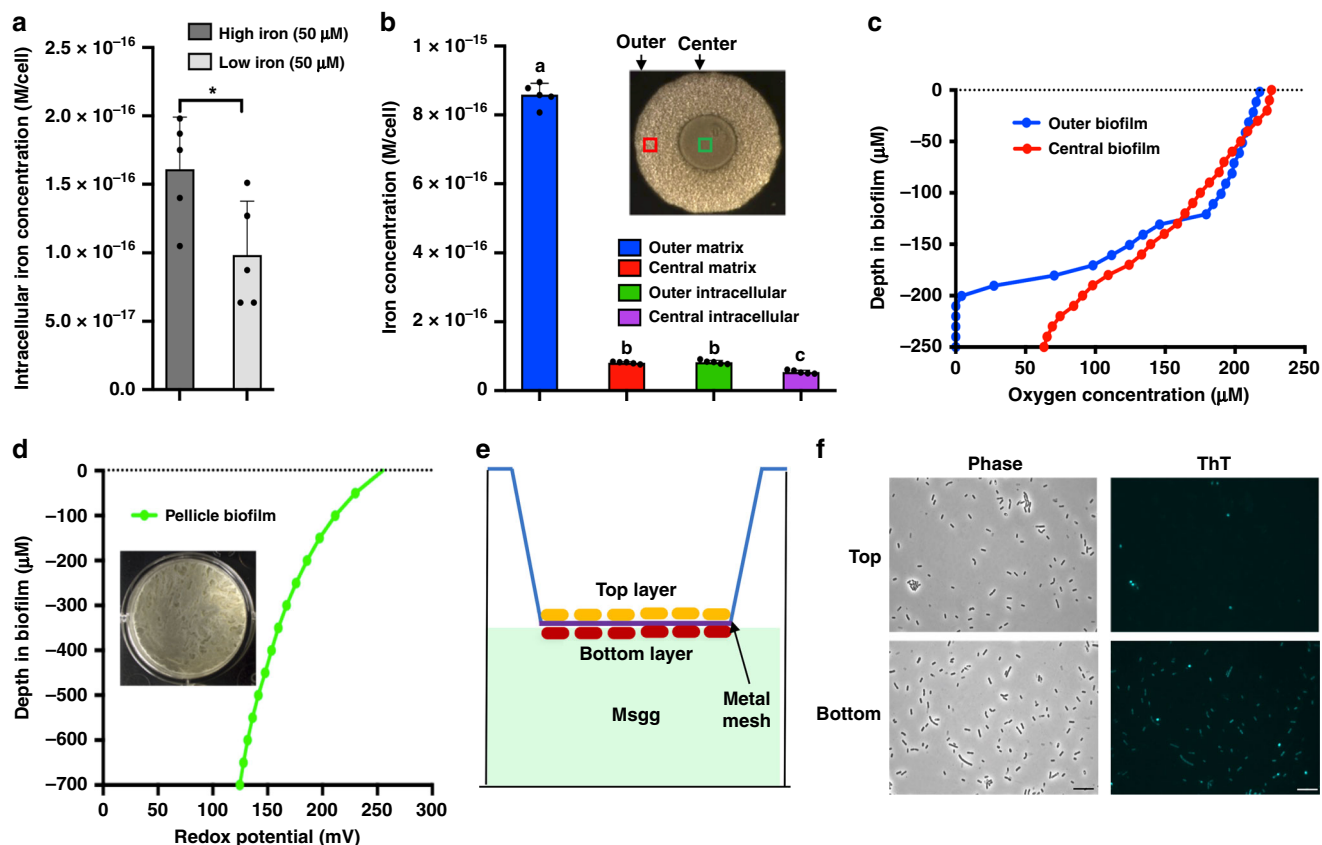 a
High iron (50 μM)
Low iron (50 μM)
Intracellular iron concentration (M/cell)
2.5 × 10⁻¹⁶
2.0 × 10⁻¹⁶
1.5 × 10⁻¹⁶
1.0 × 10⁻¹⁶
5.0 × 10⁻¹⁷
0.0
*
b
Iron concentration (M/cell)
1 × 10⁻¹⁵
8 × 10⁻¹⁶
6 × 10⁻¹⁶
4 × 10⁻¹⁶
2 × 10⁻¹⁶
0
a
b
b
c
Outer Center
Outer matrix
Central matrix
Outer intracellular
Central intracellular
c
Depth in biofilm (μM)
0
−50
−100
−150
−200
−250
Outer biofilm
Central biofilm
0 50 100 150 200 250
Oxygen concentration (μM)
d
Depth in biofilm (μM)
0
−100
−200
−300
−400
−500
−600
−700
Pellicle biofilm
0 50 100 150 200 250 300
Redox potential (mV)
e
Top layer
Bottom layer
Msgg
Metal
mesh
f
Phase ThT
Top
Bottom